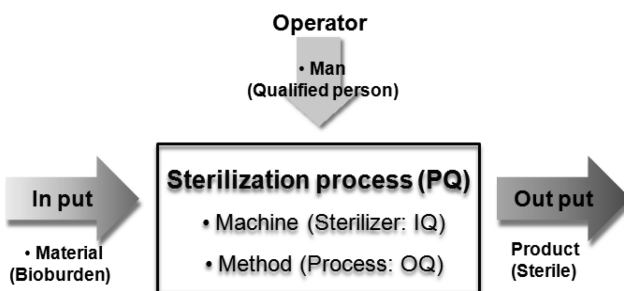 Operator
• Man
(Qualified person)
In put
• Material
(Bioburden)
Sterilization process (PQ)
• Machine (Sterilizer: IQ)
• Method (Process: OQ)
Out put
Product
(Sterile)